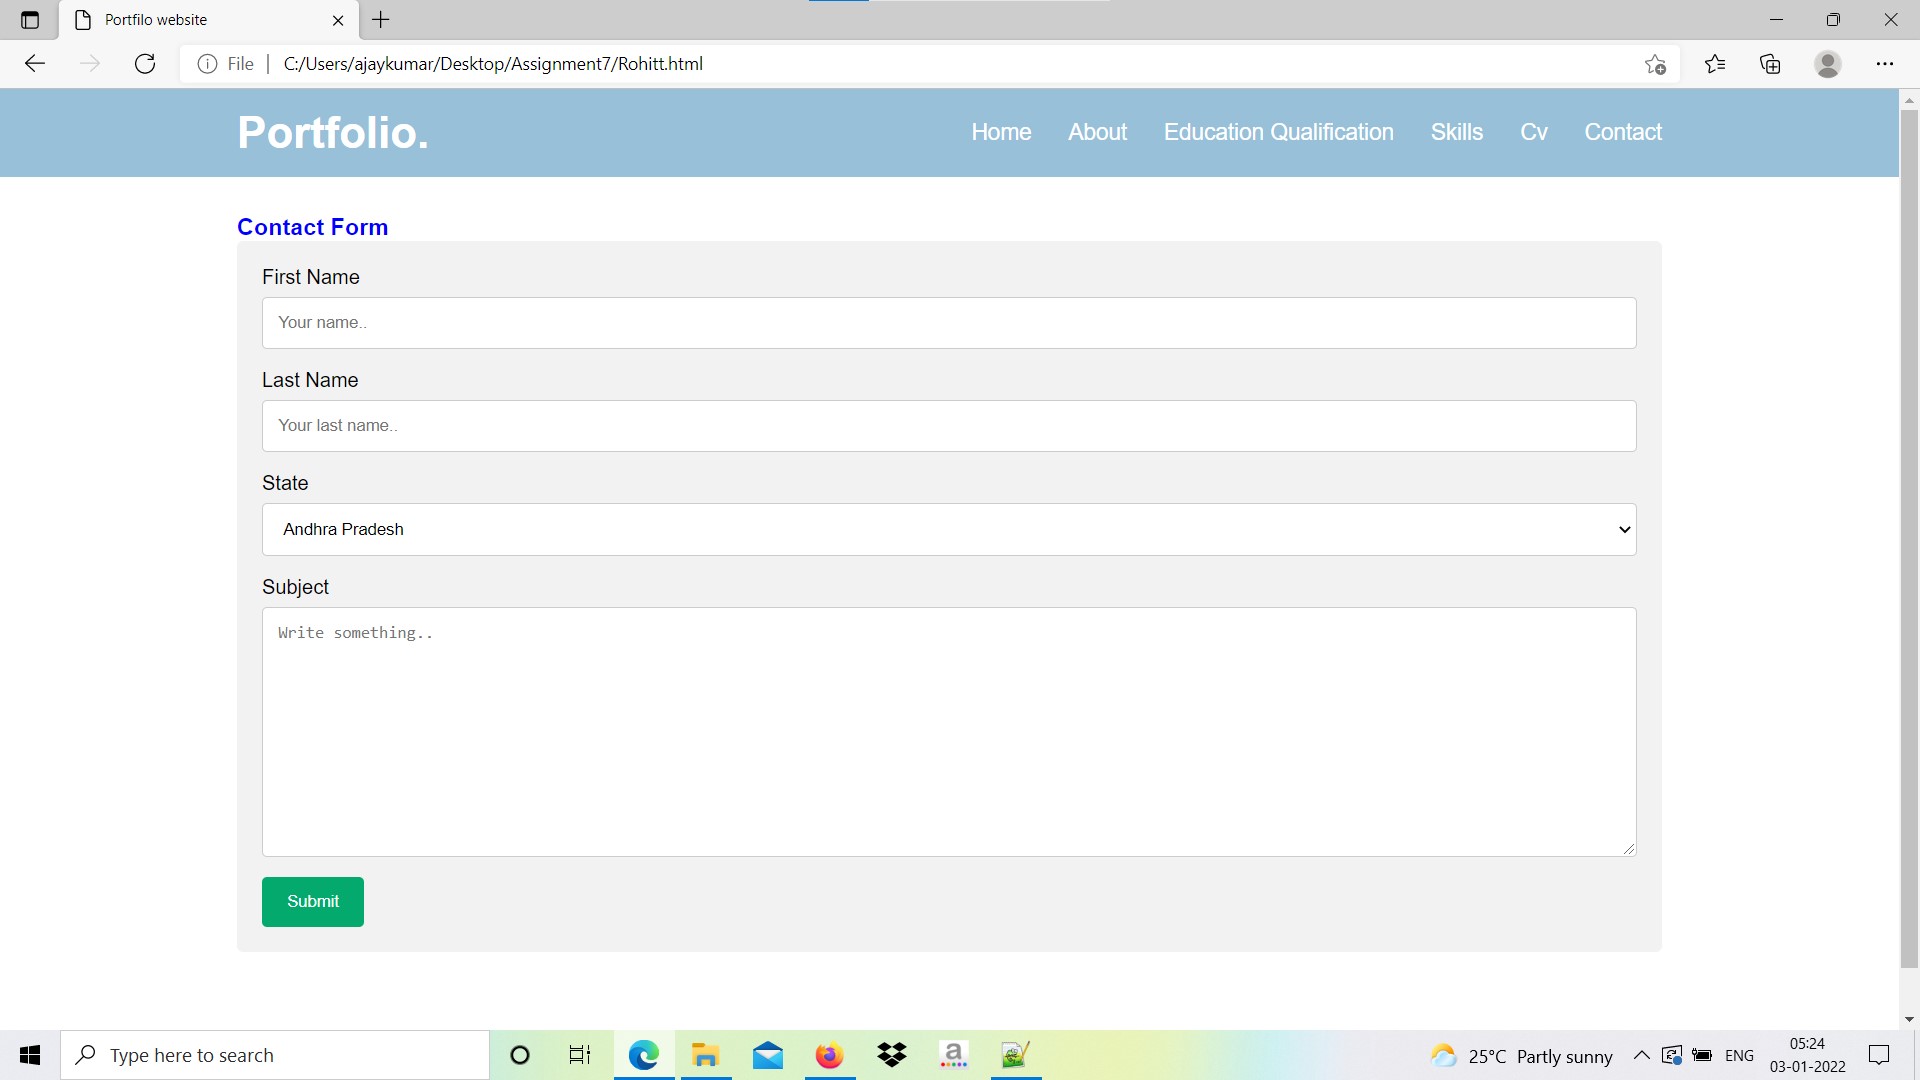 Portfilo website
File
C:/Users/ajaykumar/Desktop/Assignment7/Rohitt.html
Portfolio.
Home About Education Qualification Skills Cv Contact
Contact Form
First Name
Your name..
Last Name
Your last name..
State
Andhra Pradesh
Subject
Write something..
Submit
Type here to search
a
25°C Partly sunny
ENG
05:24
03-01-2022